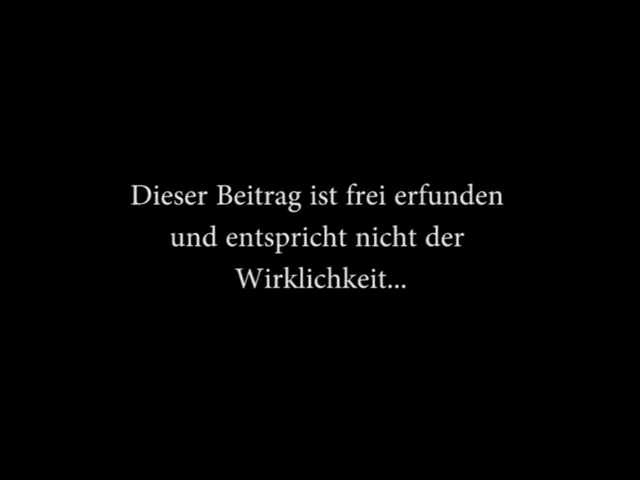 Dieser Beitrag ist frei erfunden
und entspricht nicht der
Wirklichkeit...